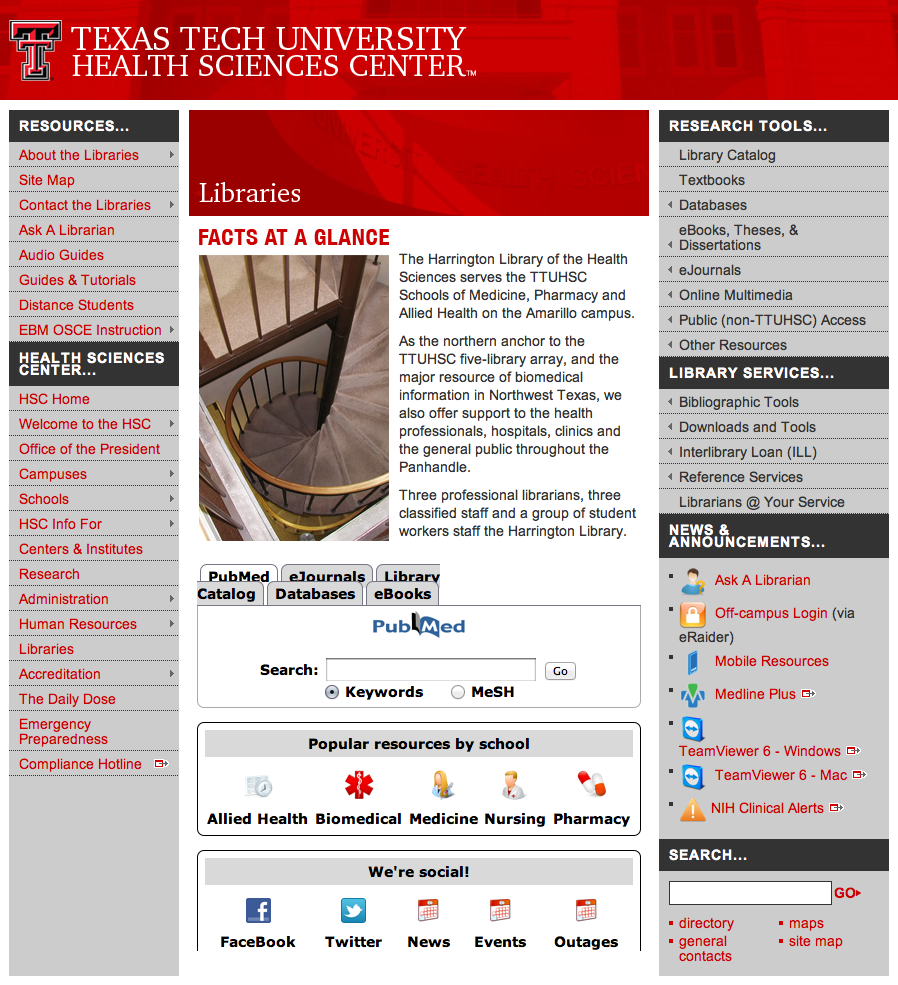 TEXAS TECH UNIVERSITY
HEALTH SCIENCES CENTER™
RESOURCES...
About the Libraries
Site Map
Contact the Libraries
Ask A Librarian
Audio Guides
Guides & Tutorials
Distance Students
EBM OSCE Instruction
HEALTH SCIENCES
CENTER...
HSC Home
Welcome to the HSC
Office of the President
Campuses
Schools
HSC Info For
Centers & Institutes
Research
Administration
Human Resources
Libraries
Accreditation
The Daily Dose
Emergency
Preparedness
Compliance Hotline
Libraries
FACTS AT A GLANCE
The Harrington Library of the Health
Sciences serves the TTUHSC
Schools of Medicine, Pharmacy and
Allied Health on the Amarillo campus.
As the northern anchor to the
TTUHSC five-library array, and the
major resource of biomedical
information in Northwest Texas, we
also offer support to the health
professionals, hospitals, clinics and
the general public throughout the
Panhandle.
Three professional librarians, three
classified staff and a group of student
workers staff the Harrington Library.
PubMed eJournals Library
Catalog Databases eBooks
PubMed
Search: Go
Keywords MeSH
Popular resources by school
Allied Health Biomedical Medicine Nursing Pharmacy
We're social!
FaceBook Twitter News Events Outages
RESEARCH TOOLS...
Library Catalog
Textbooks
Databases
eBooks, Theses, &
Dissertations
eJournals
Online Multimedia
Public (non-TTUHSC) Access
Other Resources
LIBRARY SERVICES...
Bibliographic Tools
Downloads and Tools
Interlibrary Loan (ILL)
Reference Services
Librarians @ Your Service
NEWS &
ANNOUNCEMENTS...
Ask A Librarian
Off-campus Login (via
eRaider)
Mobile Resources
Medline Plus
TeamViewer 6 - Windows
TeamViewer 6 - Mac
NIH Clinical Alerts
SEARCH...
GO
directory maps
general site map
contacts